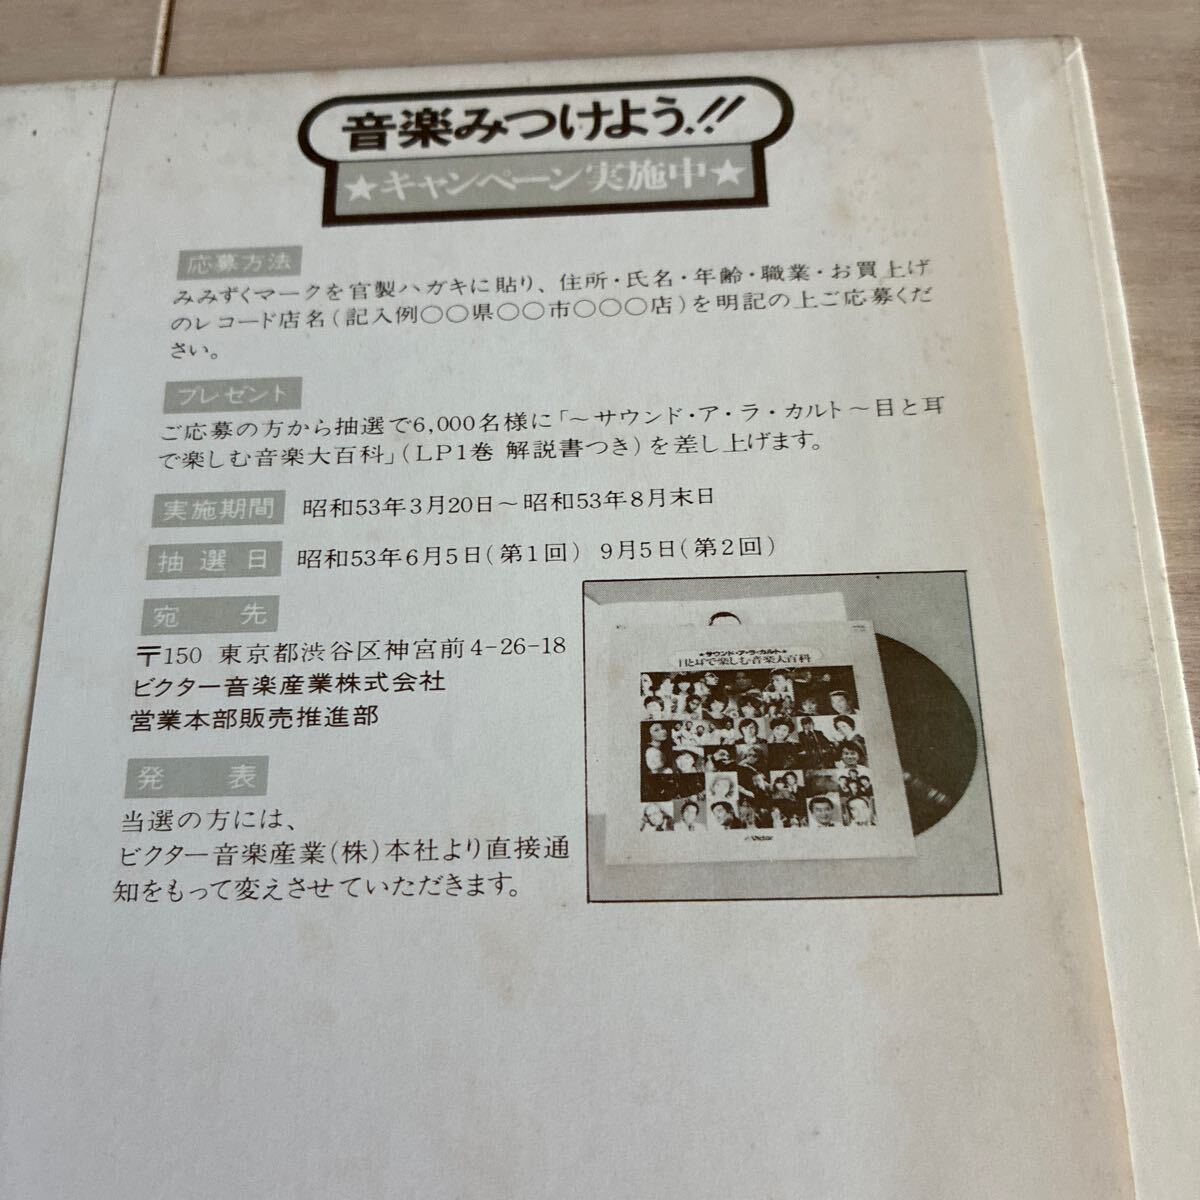 音楽みつけよう!!
★キャンペーン実施中★
応募方法
みみずくマークを官製ハガキに貼り、住所・氏名・年齢・職業・お買上げ
のレコード店名(記入例○○県○○市○○○店)を明記の上ご応募くだ
さい。
プレゼント
ご応募の方から抽選で6,000名様に「〜サウンド・ア・ラ・カルト〜目と耳
で楽しむ音楽大百科」(LP1巻 解説書つき)を差し上げます。
実施期間 昭和53年3月20日〜昭和53年8月末日
抽選日 昭和53年6月5日(第1回) 9月5日(第2回)
宛先
〒150 東京都渋谷区神宮前4-26-18
ビクター音楽産業株式会社
営業本部販売推進部
発表
当選の方には、
ビクター音楽産業(株)本社より直接通
知をもって変えさせていただきます。
★サウンド・ア・ラ・カルト★
目と耳で楽しむ音楽大百科
Victor